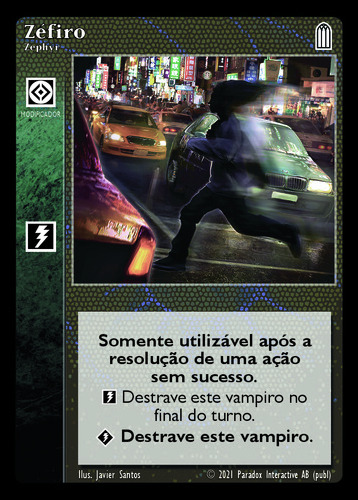 Zéfiro
Zephyr
MODIFICADOR
Somente utilizável após a
resolução de uma ação
sem sucesso.
Destrave este vampiro no
final do turno.
Destrave este vampiro.
Ilus. Javier Santos
© 2021 Paradox Interactive AB (publ)